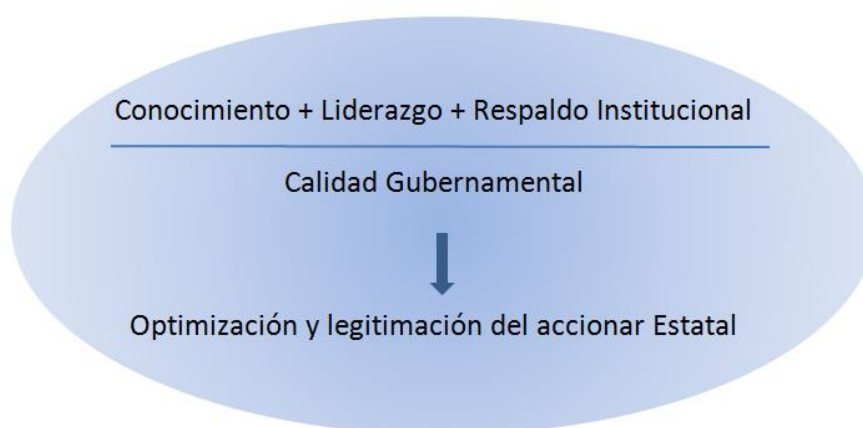 Conocimiento + Liderazgo + Respaldo Institucional
Calidad Gubernamental
Optimización y legitimación del accionar Estatal